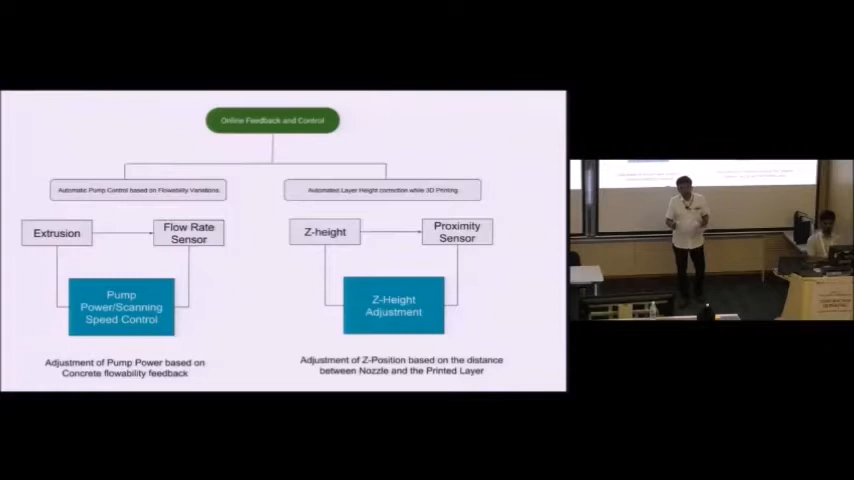 Online Feedback and Control
Automatic Pump Control based on Flowability Variations
Automated Layer Height correction while 3D Printing
Extrusion
Flow Rate
Sensor
Z-height
Proximity
Sensor
Pump
Power/Scanning
Speed Control
Z-Height
Adjustment
Adjustment of Pump Power based on
Concrete flowability feedback
Adjustment of Z-Position based on the distance
between Nozzle and the Printed Layer